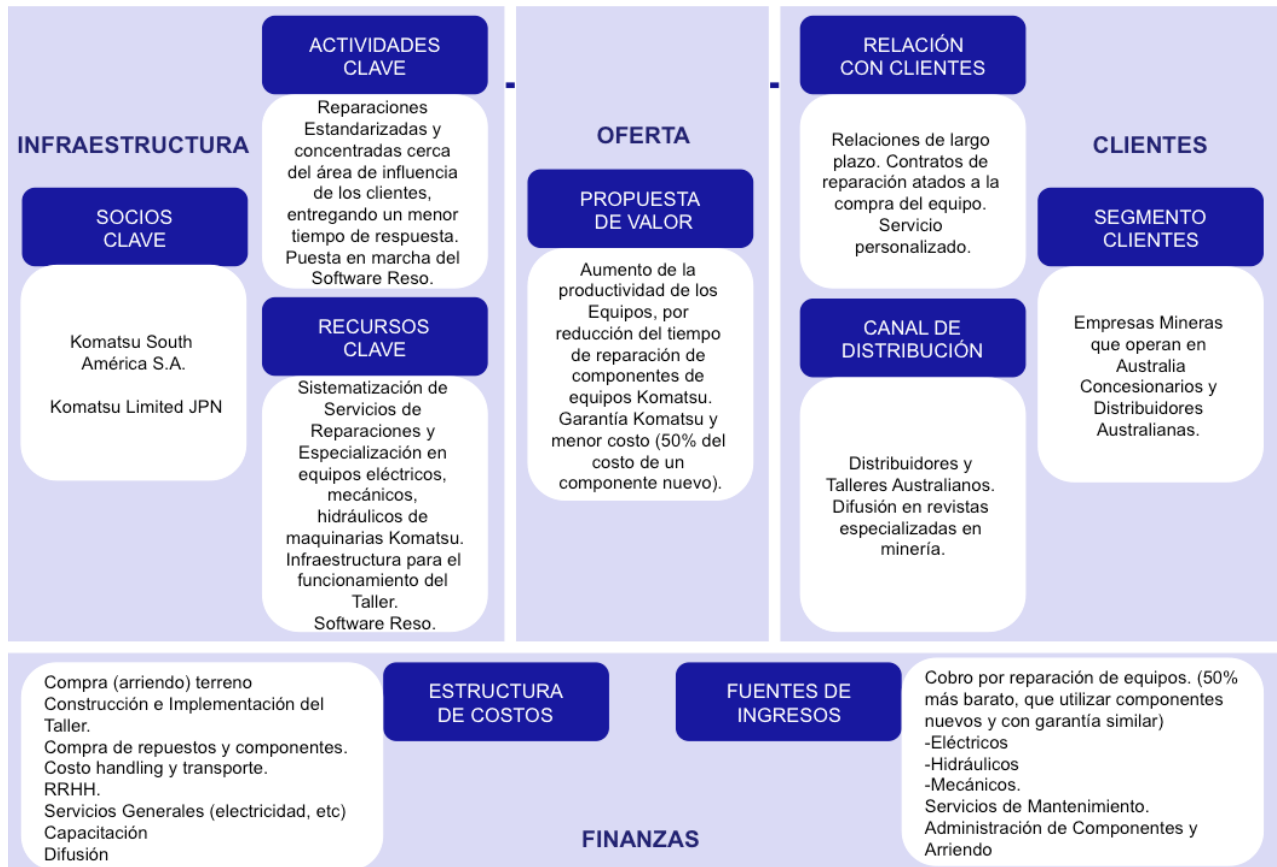 INFRAESTRUCTURA
SOCIOS
CLAVE
Komatsu South
América S.A.
Komatsu Limited JPN
ACTIVIDADES
CLAVE
Reparaciones
Estandarizadas y
concentradas cerca
del área de influencia
de los clientes,
entregando un menor
tiempo de respuesta.
Puesta en marcha del
Software Reso.
RECURSOS
CLAVE
Sistematización de
Servicios de
Reparaciones y
Especialización en
equipos eléctricos,
mecánicos,
hidráulicos de
maquinarias Komatsu.
Infraestructura para el
funcionamiento del
Taller.
Software Reso.
OFERTA
PROPUESTA
DE VALOR
Aumento de la
productividad de los
Equipos, por
reducción del tiempo
de reparación de
componentes de
equipos Komatsu.
Garantía Komatsu y
menor costo (50% del
costo de un
componente nuevo).
RELACIÓN
CON CLIENTES
Relaciones de largo
plazo. Contratos de
reparación atados a la
compra del equipo.
Servicio
personalizado.
CANAL DE
DISTRIBUCIÓN
Distribuidores y
Talleres Australianos.
Difusión en revistas
especializadas en
minería.
CLIENTES
SEGMENTO
CLIENTES
Empresas Mineras
que operan en
Australia
Concesionarios y
Distribuidores
Australianas.
Compra (arriendo) terreno
Construcción e Implementación del
Taller.
Compra de repuestos y componentes.
Costo handling y transporte.
RRHH.
Servicios Generales (electricidad, etc)
Capacitación
Difusión
ESTRUCTURA
DE COSTOS
FUENTES DE
INGRESOS
Cobro por reparación de equipos. (50%
más barato, que utilizar componentes
nuevos y con garantía similar)
-Eléctricos
-Hidráulicos
-Mecánicos.
Servicios de Mantenimiento.
Administración de Componentes y
Arriendo
FINANZAS